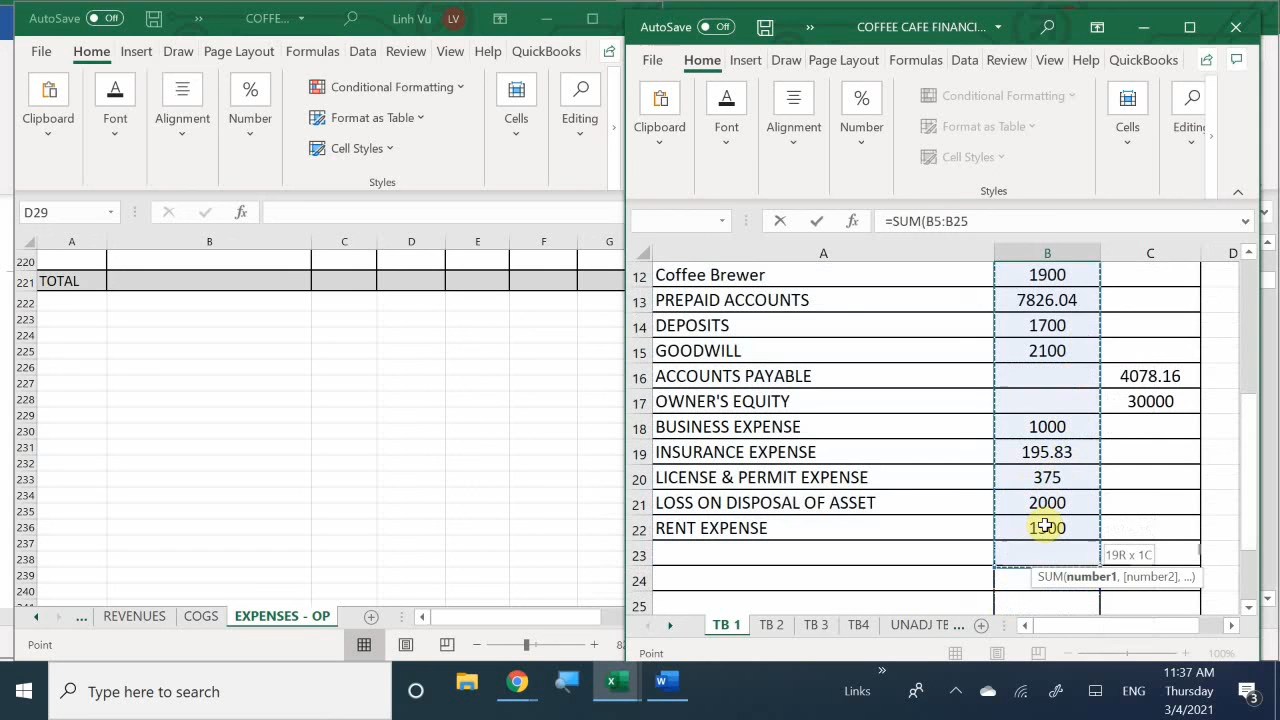 AutoSave Off
COFFE...
Linh Vu LV
File Home Insert Draw Page Layout Formulas Data Review View Help QuickBooks
Clipboard Font Alignment Number
Conditional Formatting
Format as Table
Cell Styles
Cells Editing
Styles
D29 fx
A B C D E F G
220
221 TOTAL
222
223
224
225
226
227
228
229
230
231
232
233
234
235
236
237
238
239
240
... REVENUES COGS EXPENSES - OP
Point
AutoSave Off
COFFEE CAFE FINANCI...
File Home Insert Draw Page Layout Formulas Data Review View Help QuickBooks
Clipboard Font Alignment Number
Conditional Formatting
Format as Table
Cell Styles
Cells Editing
Styles
fx =SUM(B5:B25
A B C D
12 Coffee Brewer 1900
13 PREPAID ACCOUNTS 7826.04
14 DEPOSITS 1700
15 GOODWILL 2100
16 ACCOUNTS PAYABLE 4078.16
17 OWNER'S EQUITY 30000
18 BUSINESS EXPENSE 1000
19 INSURANCE EXPENSE 195.83
20 LICENSE & PERMIT EXPENSE 375
21 LOSS ON DISPOSAL OF ASSET 2000
22 RENT EXPENSE
23 19R x 1C
24 SUM(number1, [number2], ...)
25
TB 1 TB 2 TB 3 TB4 UNADJ TE ...
Point 100%
Type here to search
Links ENG
11:37 AM
Thursday
3/4/2021
3